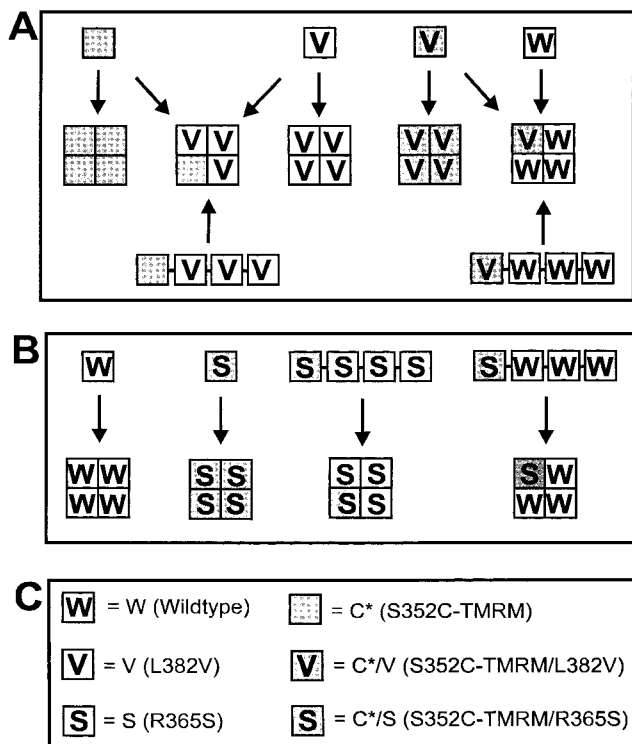 A
V V W
V V V V V V V W
V V V V V W W
V V V V W W W
B
W S S S S S S W W W
W W S S S S S W
W W S S S S W W
C
W = W (Wildtype) = C* (S352C-TMRM)
V = V (L382V) V = C*/V (S352C-TMRM/L382V)
S = S (R365S) S = C*/S (S352C-TMRM/R365S)